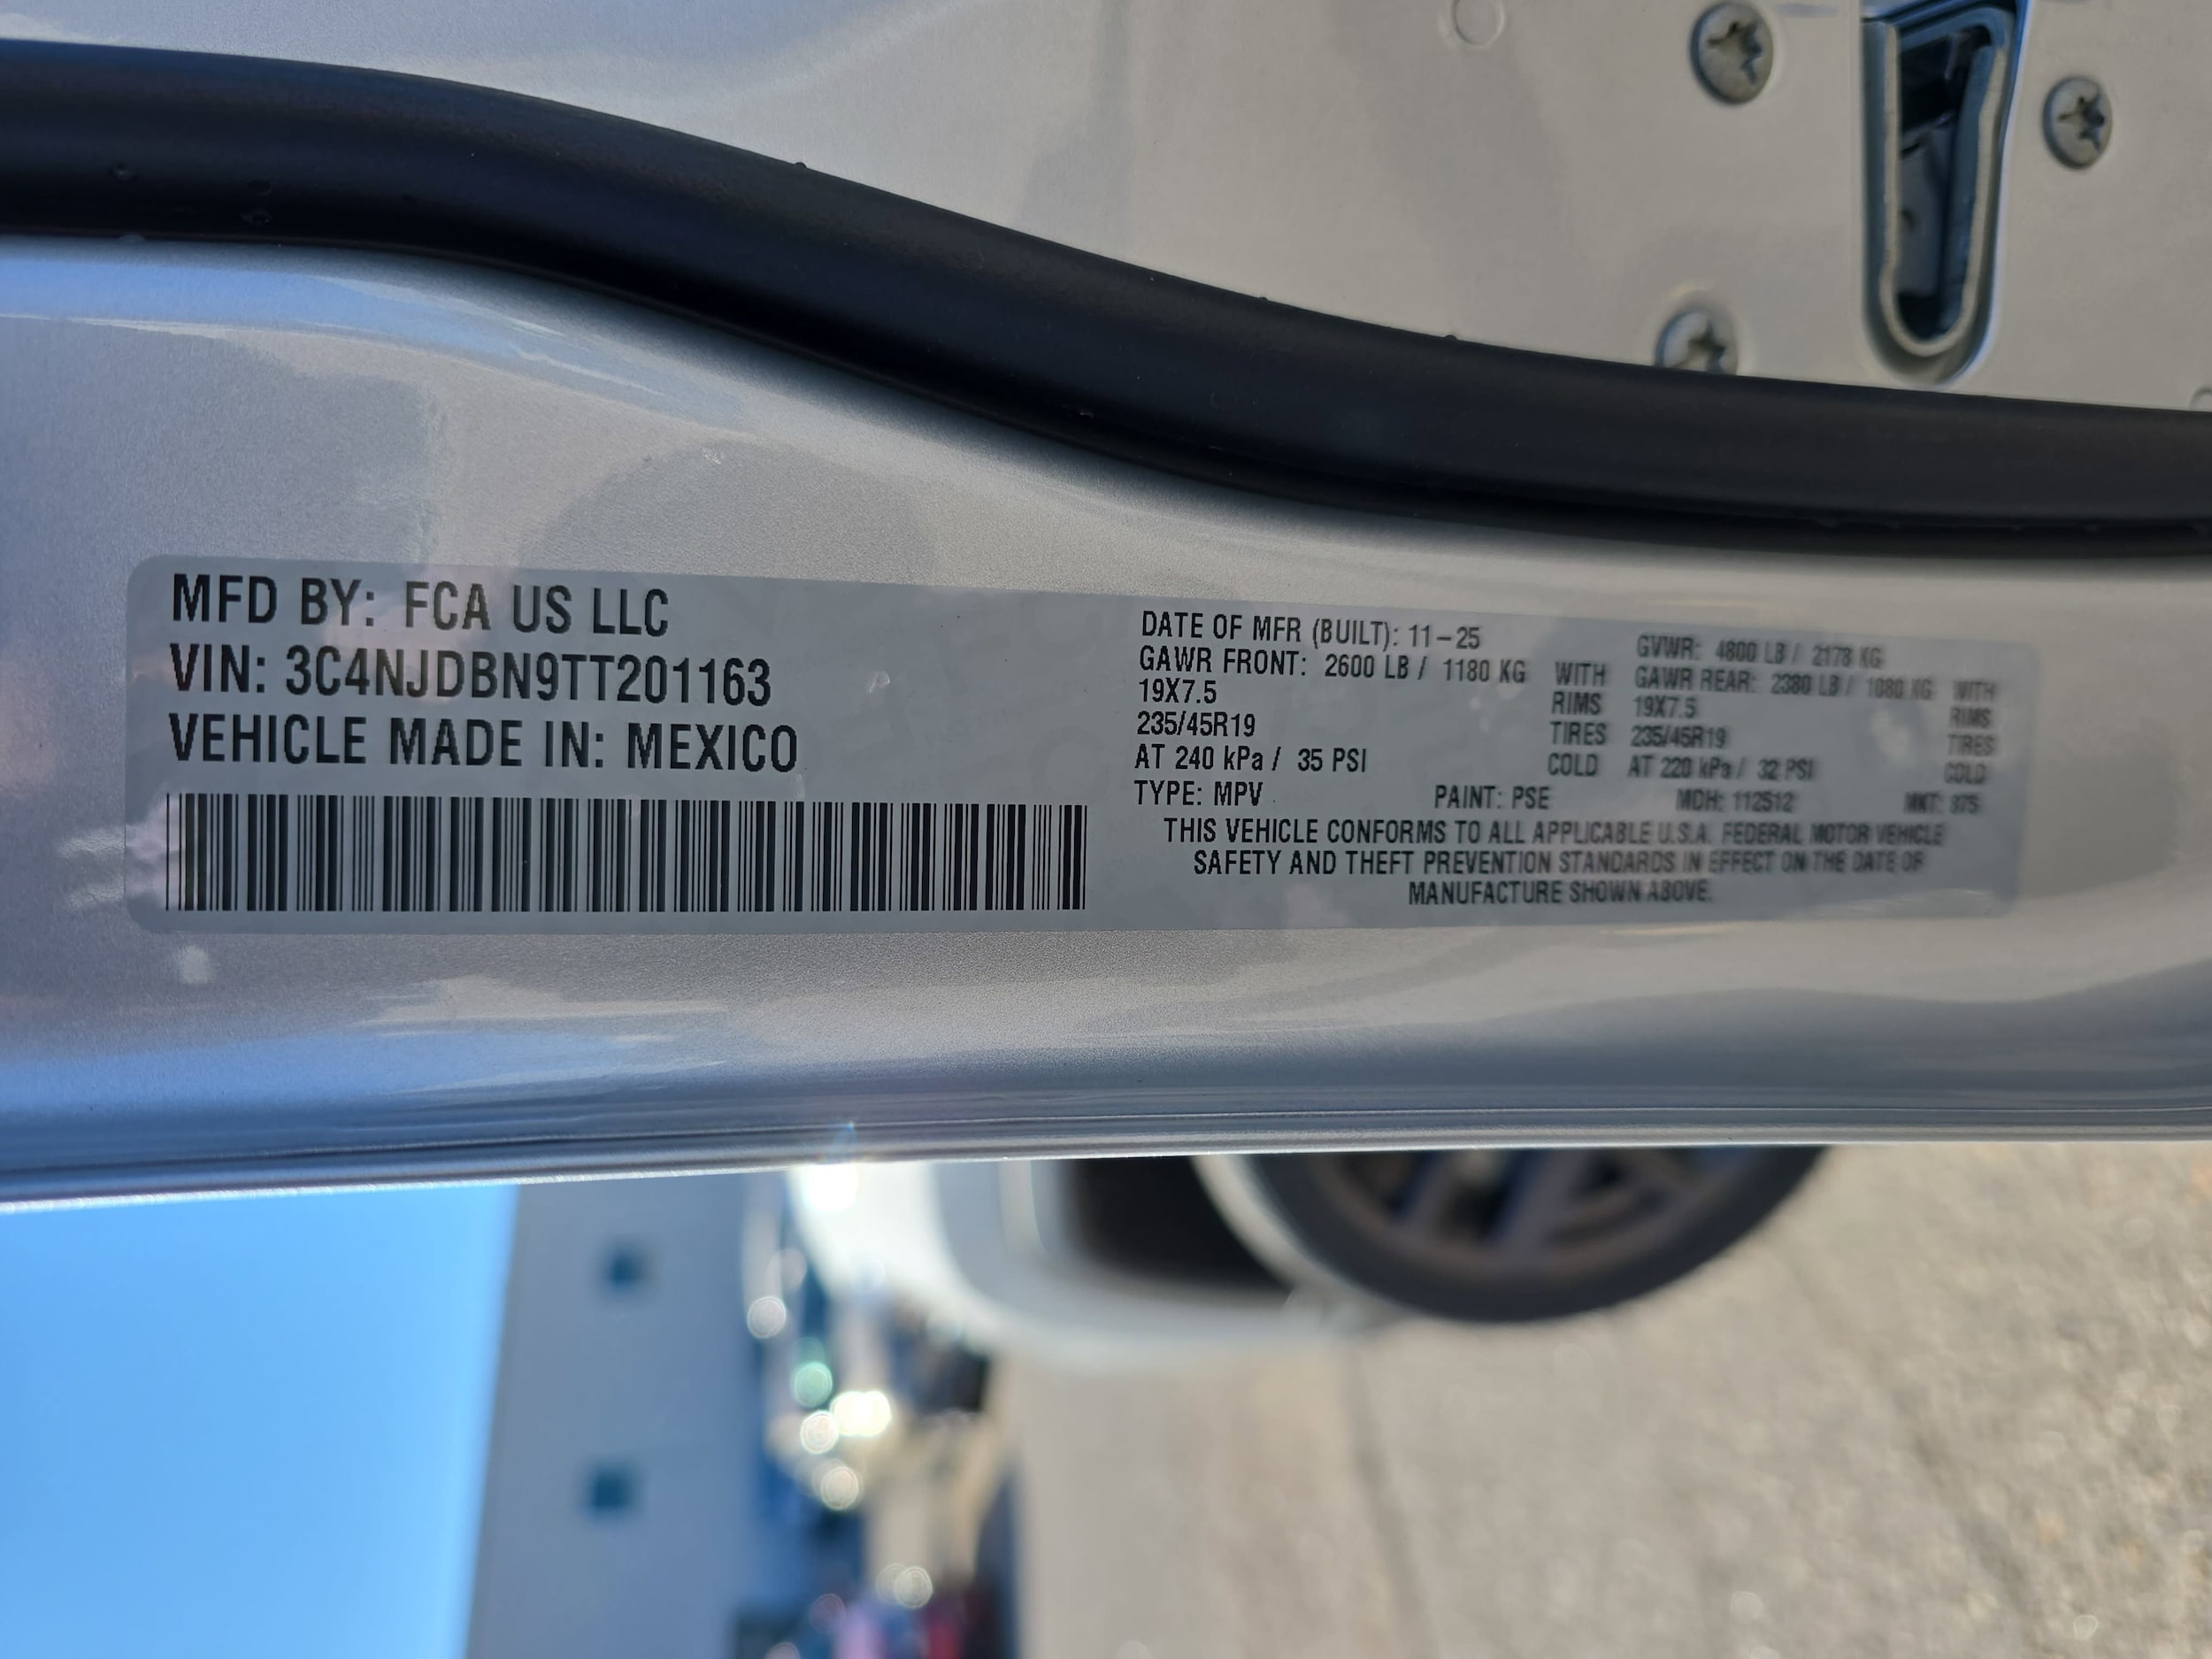 MFD BY: FCA US LLC
VIN: 3C4NJDBN9TT201163
VEHICLE MADE IN: MEXICO
DATE OF MFR (BUILT): 11-25 GVWR: 4800 LB / 2178 KG
GAWR FRONT: 2600 LB / 1180 KG WITH GAWR REAR: 2380 LB / 1080 KG WITH
19X7.5 RIMS 19X7.5 RIMS
235/45R19 TIRES 235/45R19 TIRES
AT 240 kPa / 35 PSI COLD AT 220 kPa / 32 PSI COLD
TYPE: MPV PAINT: PSE MDH: 112512 MKT:
THIS VEHICLE CONFORMS TO ALL APPLICABLE U.S.A. FEDERAL MOTOR VEHICLE
SAFETY AND THEFT PREVENTION STANDARDS IN EFFECT ON THE DATE OF
MANUFACTURE SHOWN ABOVE.